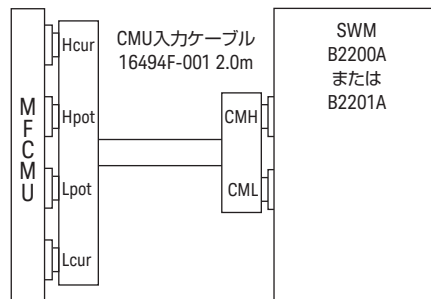 MFCMU
Hcur
Hpot
Lpot
Lcur
CMU入力ケーブル
16494F-001 2.0m
CMH
CML
SWM
B2200A
または
B2201A